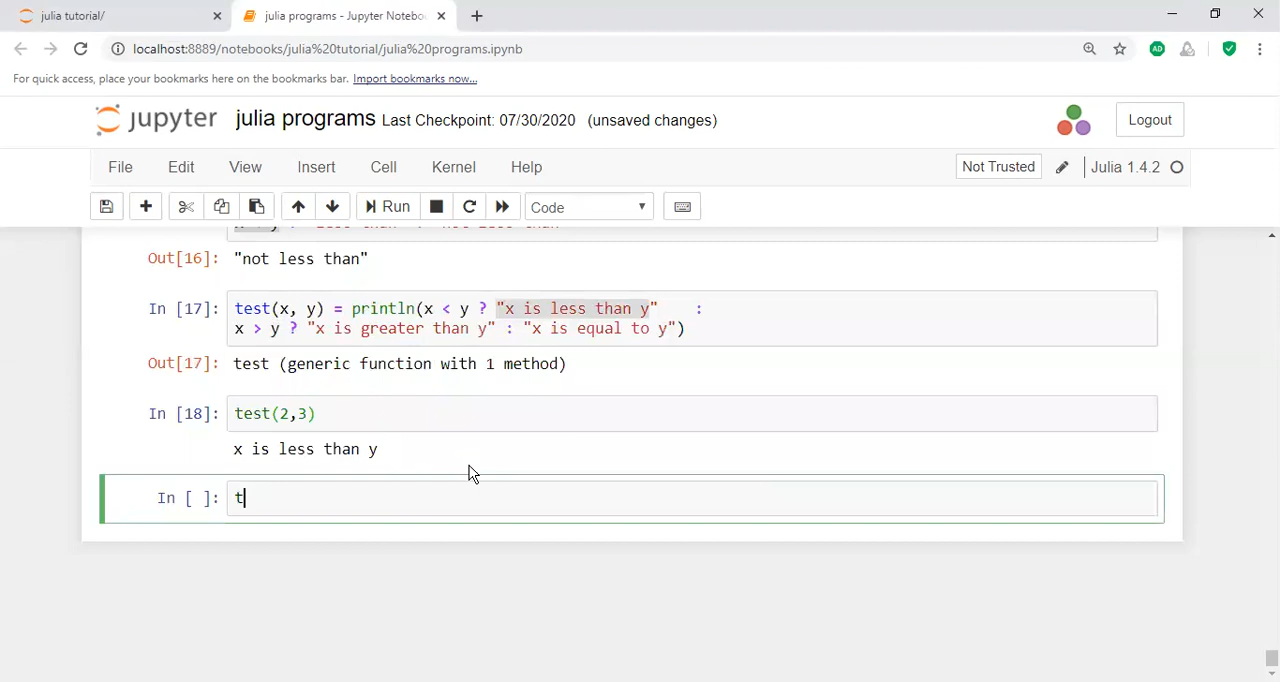 julia tutorial/
julia programs - Jupyter Notebo
localhost:8889/notebooks/julia%20tutorial/julia%20programs.ipynb
AD
For quick access, place your bookmarks here on the bookmarks bar. Import bookmarks now...
jupyter julia programs Last Checkpoint: 07/30/2020 (unsaved changes)
Logout
File Edit View Insert Cell Kernel Help
Not Trusted
Julia 1.4.2
Run
Code
Out[16]: "not less than"
In [17]: test(x, y) = println(x < y ? "x is less than y" :
x > y ? "x is greater than y" : "x is equal to y")
Out[17]: test (generic function with 1 method)
In [18]: test(2,3)
x is less than y
In [ ]: t